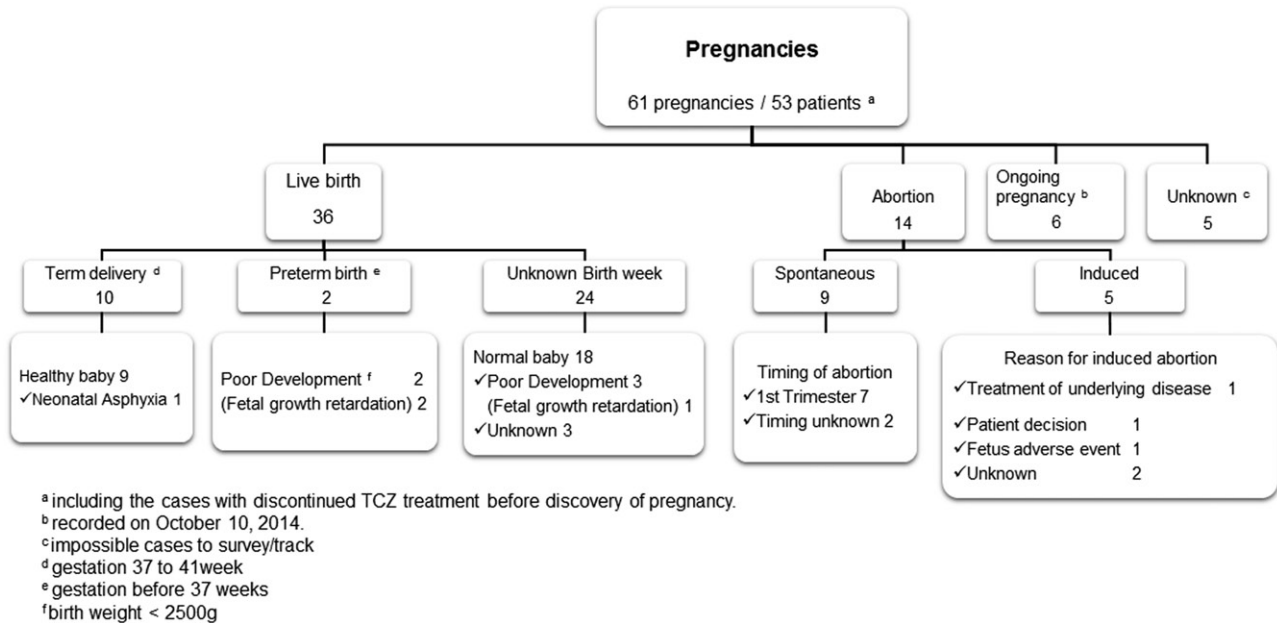 Pregnancies
61 pregnancies / 53 patients ᵃ
Live birth
36
Abortion
14
Ongoing
pregnancy ᵇ
6
Unknown ᶜ
5
Term delivery ᵈ
10
Preterm birth ᵉ
2
Unknown Birth week
24
Spontaneous
9
Induced
5
Healthy baby 9
✓Neonatal Asphyxia 1
Poor Development ᶠ 2
(Fetal growth retardation) 2
Normal baby 18
✓Poor Development 3
(Fetal growth retardation) 1
✓Unknown 3
Timing of abortion
✓1st Trimester 7
✓Timing unknown 2
Reason for induced abortion
✓Treatment of underlying disease 1
✓Patient decision 1
✓Fetus adverse event 1
✓Unknown 2
ᵃ including the cases with discontinued TCZ treatment before discovery of pregnancy.
ᵇ recorded on October 10, 2014.
ᶜ impossible cases to survey/track
ᵈ gestation 37 to 41week
ᵉ gestation before 37 weeks
ᶠ birth weight < 2500g